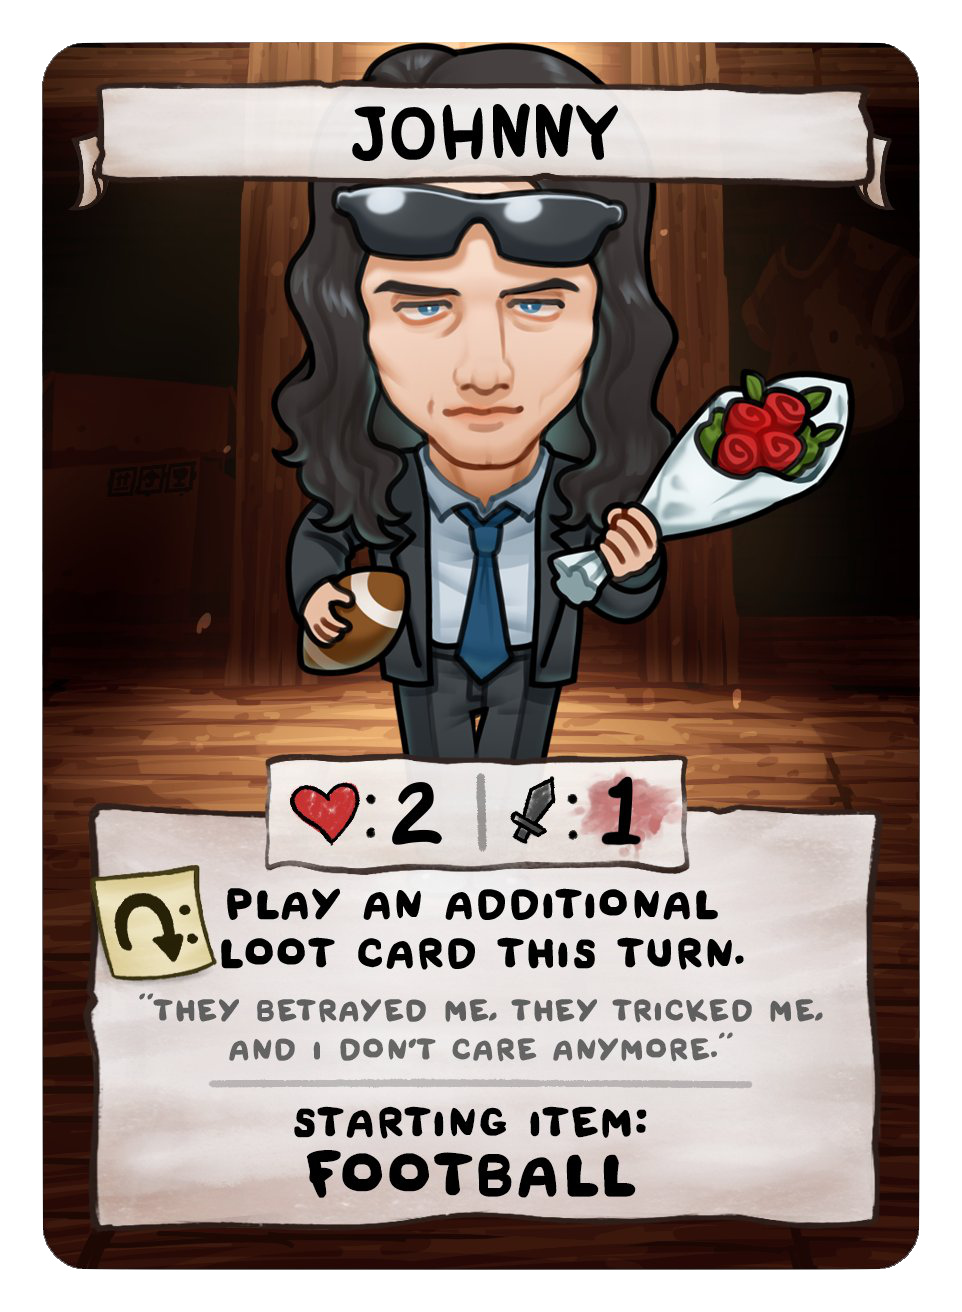 JOHNNY
: 2 | : 1
: PLAY AN ADDITIONAL
LOOT CARD THIS TURN.
"THEY BETRAYED ME, THEY TRICKED ME,
AND I DON'T CARE ANYMORE."
STARTING ITEM:
FOOTBALL